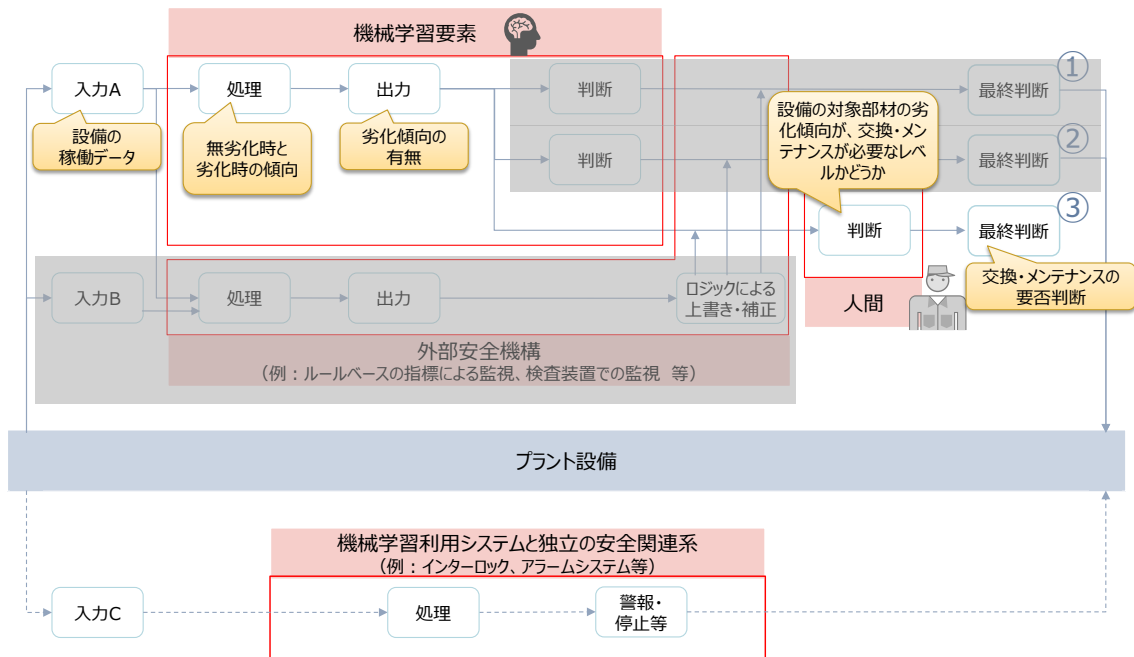 機械学習要素
入力A
処理
出力
判断
最終判断
①
設備の
稼働データ
無劣化時と
劣化時の傾向
劣化傾向の
有無
設備の対象部材の劣
化傾向が、交換・メン
テナンスが必要なレベ
ルかどうか
判断
最終判断
②
判断
最終判断
③
交換・メンテナンスの
要否判断
人間
入力B
処理
出力
ロジックによる
上書き・補正
外部安全機構
（例：ルールベースの指標による監視、検査装置での監視 等）
プラント設備
機械学習利用システムと独立の安全関連系
（例：インターロック、アラームシステム等）
入力C
処理
警報・
停止等